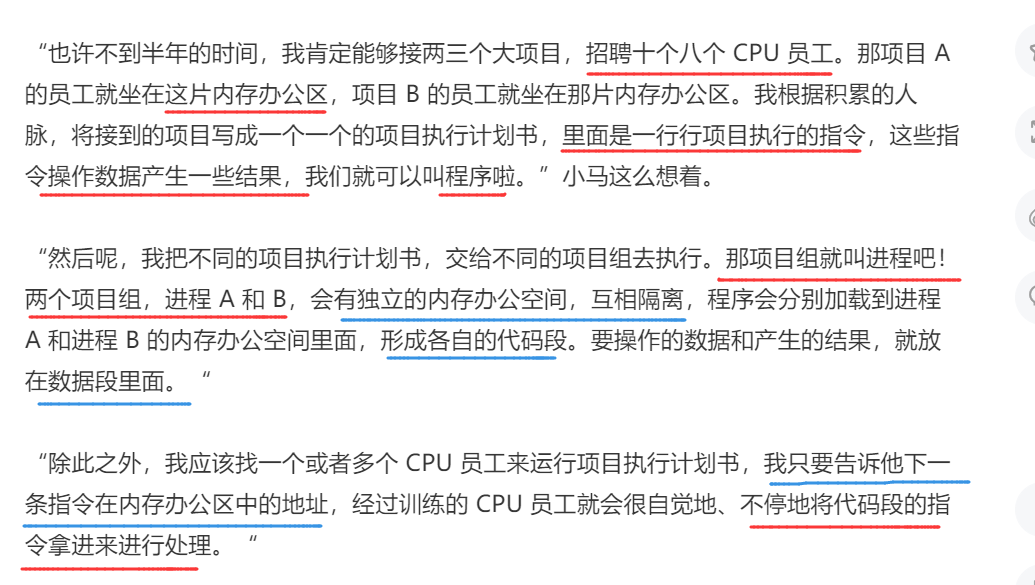 “也许不到半年的时间，我肯定能够接两三个大项目，招聘十个八个 CPU 员工。那项目 A
的员工就坐在这片内存办公区，项目 B 的员工就坐在那片内存办公区。我根据积累的人
脉，将接到的项目写成一个一个的项目执行计划书，里面是一行行项目执行的指令，这些指
令操作数据产生一些结果，我们就可以叫程序啦。”小马这么想着。
“然后呢，我把不同的项目执行计划书，交给不同的项目组去执行。那项目组就叫进程吧！
两个项目组，进程 A 和 B，会有独立的内存办公空间，互相隔离，程序会分别加载到进程
A 和进程 B 的内存办公空间里面，形成各自的代码段。要操作的数据和产生的结果，就放
在数据段里面。 “
“除此之外，我应该找一个或者多个 CPU 员工来运行项目执行计划书，我只要告诉他下一
条指令在内存办公区中的地址，经过训练的 CPU 员工就会很自觉地、不停地将代码段的指
令拿进来进行处理。 “